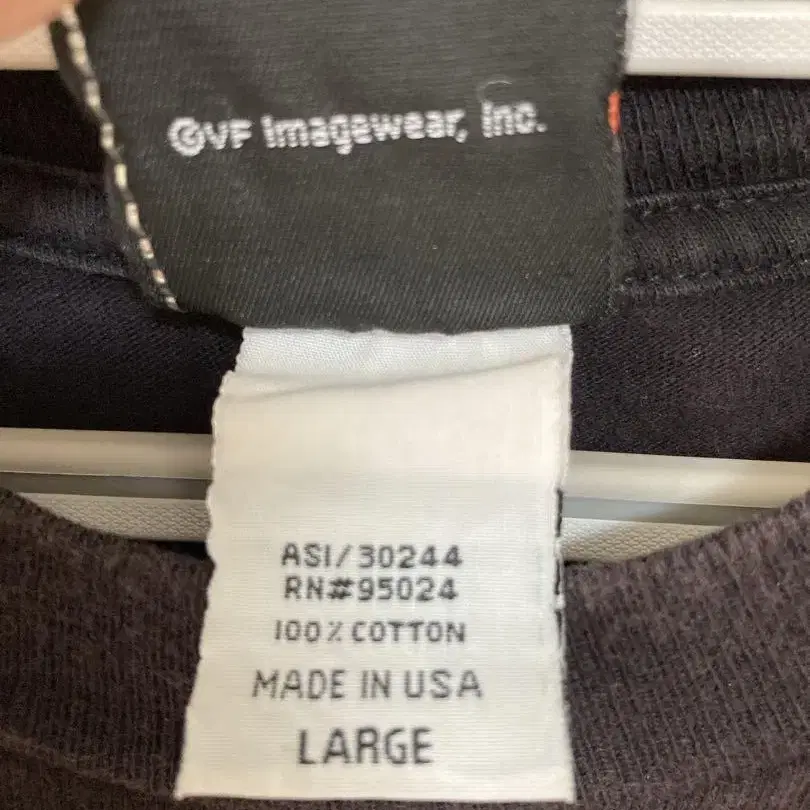 VF Imagewear, Inc.
ASI/30244
RN#95024
100% COTTON
MADE IN USA
LARGE